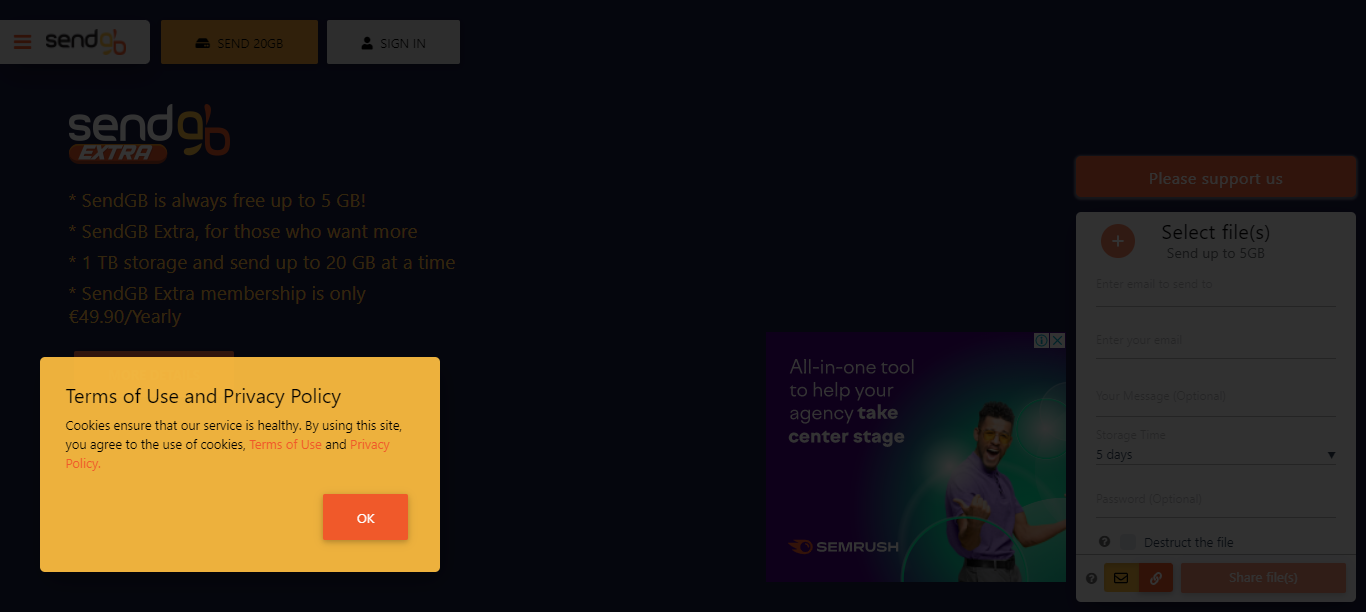 sendgb
SEND 20GB
SIGN IN
sendgb
EXTRA
* SendGB is always free up to 5 GB!
* SendGB Extra, for those who want more
* 1 TB storage and send up to 20 GB at a time
* SendGB Extra membership is only
€49.90/Yearly
Terms of Use and Privacy Policy
Cookies ensure that our service is healthy. By using this site,
you agree to the use of cookies, Terms of Use and Privacy
Policy.
OK
All-in-one tool
to help your
agency take
center stage
SEMRUSH
Please support us
Select file(s)
Send up to 5GB
Enter email to send to
Enter your email
Your Message (Optional)
Storage Time
5 days
Password (Optional)
Destruct the file
Share file(s)